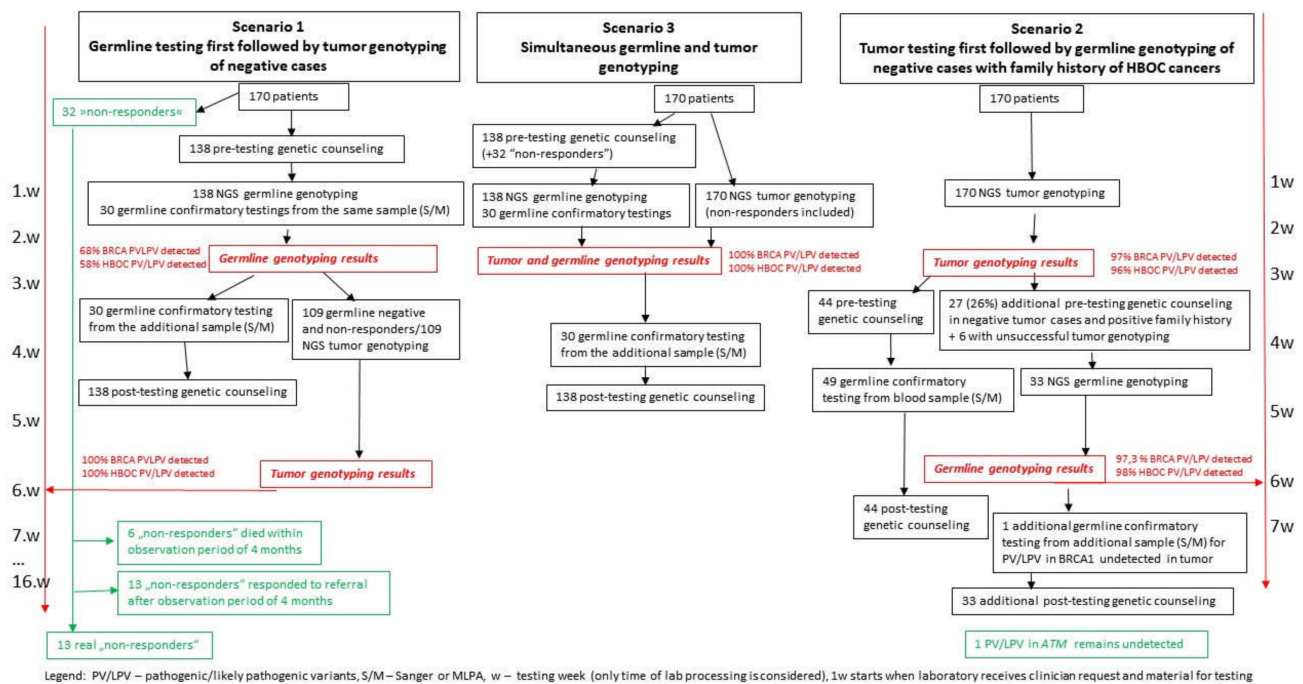 Scenario 1
Germline testing first followed by tumor genotyping
of negative cases
170 patients
32 »non-responders«
138 pre-testing genetic counseling
138 NGS germline genotyping
30 germline confirmatory testings from the same sample (S/M)
68% BRCA PVLPV detected
58% HBOC PV/LPV detected
Germline genotyping results
30 germline confirmatory testing
from the additional sample (S/M)
109 germline negative
and non-responders/109
NGS tumor genotyping
138 post-testing genetic counseling
100% BRCA PVLPV detected
100% HBOC PV/LPV detected
Tumor genotyping results
6 „non-responders“ died within
observation period of 4 months
13 „non-responders“ responded to referral
after observation period of 4 months
13 real „non-responders“
1.w
2.w
3.w
4.w
5.w
6.w
7.w
...
16.w
Scenario 3
Simultaneous germline and tumor
genotyping
170 patients
138 pre-testing genetic counseling
(+32 “non-responders”)
138 NGS germline genotyping
30 germline confirmatory testings
170 NGS tumor genotyping
(non-responders included)
Tumor and germline genotyping results
100% BRCA PV/LPV detected
100% HBOC PV/LPV detected
30 germline confirmatory testing
from the additional sample (S/M)
138 post-testing genetic counseling
Scenario 2
Tumor testing first followed by germline genotyping of
negative cases with family history of HBOC cancers
170 patients
170 NGS tumor genotyping
Tumor genotyping results
97% BRCA PV/LPV detected
96% HBOC PV/LPV detected
44 pre-testing
genetic counseling
27 (26%) additional pre-testing genetic counseling
in negative tumor cases and positive family history
+ 6 with unsuccessful tumor genotyping
49 germline confirmatory
testing from blood sample (S/M)
33 NGS germline genotyping
Germline genotyping results
97,3 % BRCA PV/LPV detected
98% HBOC PV/LPV detected
44 post-testing
genetic counseling
1 additional germline confirmatory
testing from additional sample (S/M) for
PV/LPV in BRCA1 undetected in tumor
33 additional post-testing genetic counseling
1 PV/LPV in ATM remains undetected
1w
2w
3w
4w
5w
6w
7w
Legend: PV/LPV – pathogenic/likely pathogenic variants, S/M – Sanger or MLPA, w – testing week (only time of lab processing is considered), 1w starts when laboratory receives clinician request and material for testing